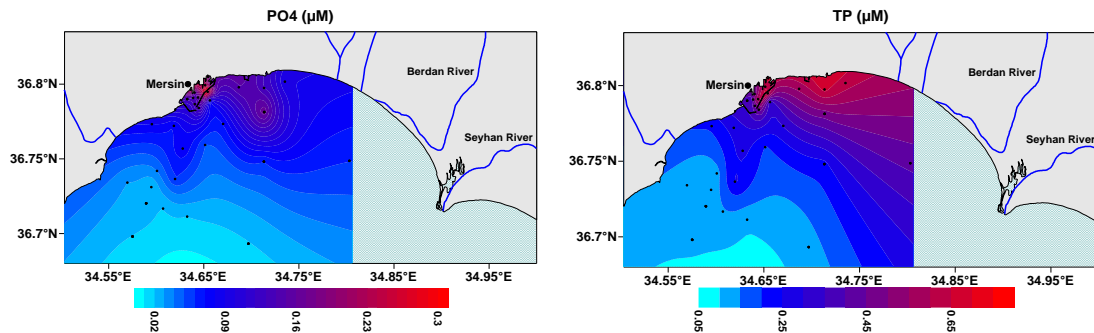 PO4 (µM)
36.8°N
36.75°N
36.7°N
Mersin
Berdan River
Seyhan River
34.55°E 34.65°E 34.75°E 34.85°E 34.95°E
0.02 0.09 0.16 0.23 0.3
TP (µM)
36.8°N
36.75°N
36.7°N
Mersin
Berdan River
Seyhan River
34.55°E 34.65°E 34.75°E 34.85°E 34.95°E
0.05 0.25 0.45 0.65